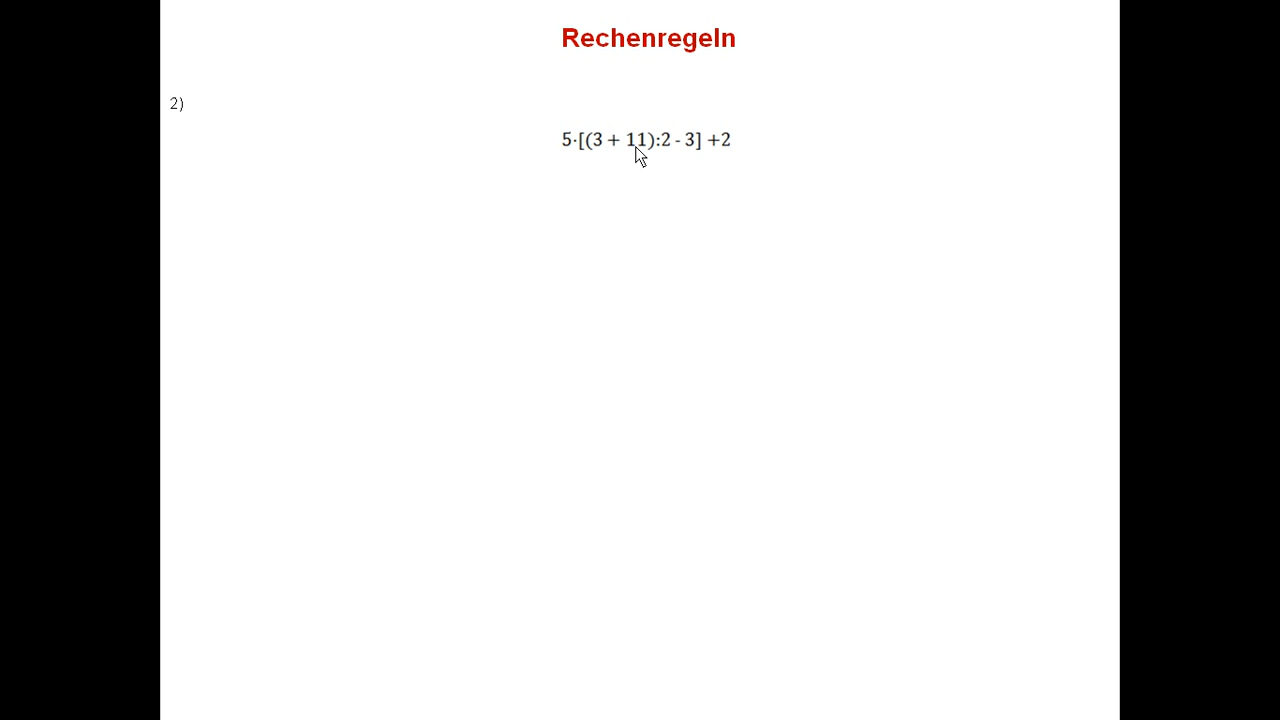 Rechenregeln
2)
5·[(3 + 11):2 - 3] +2